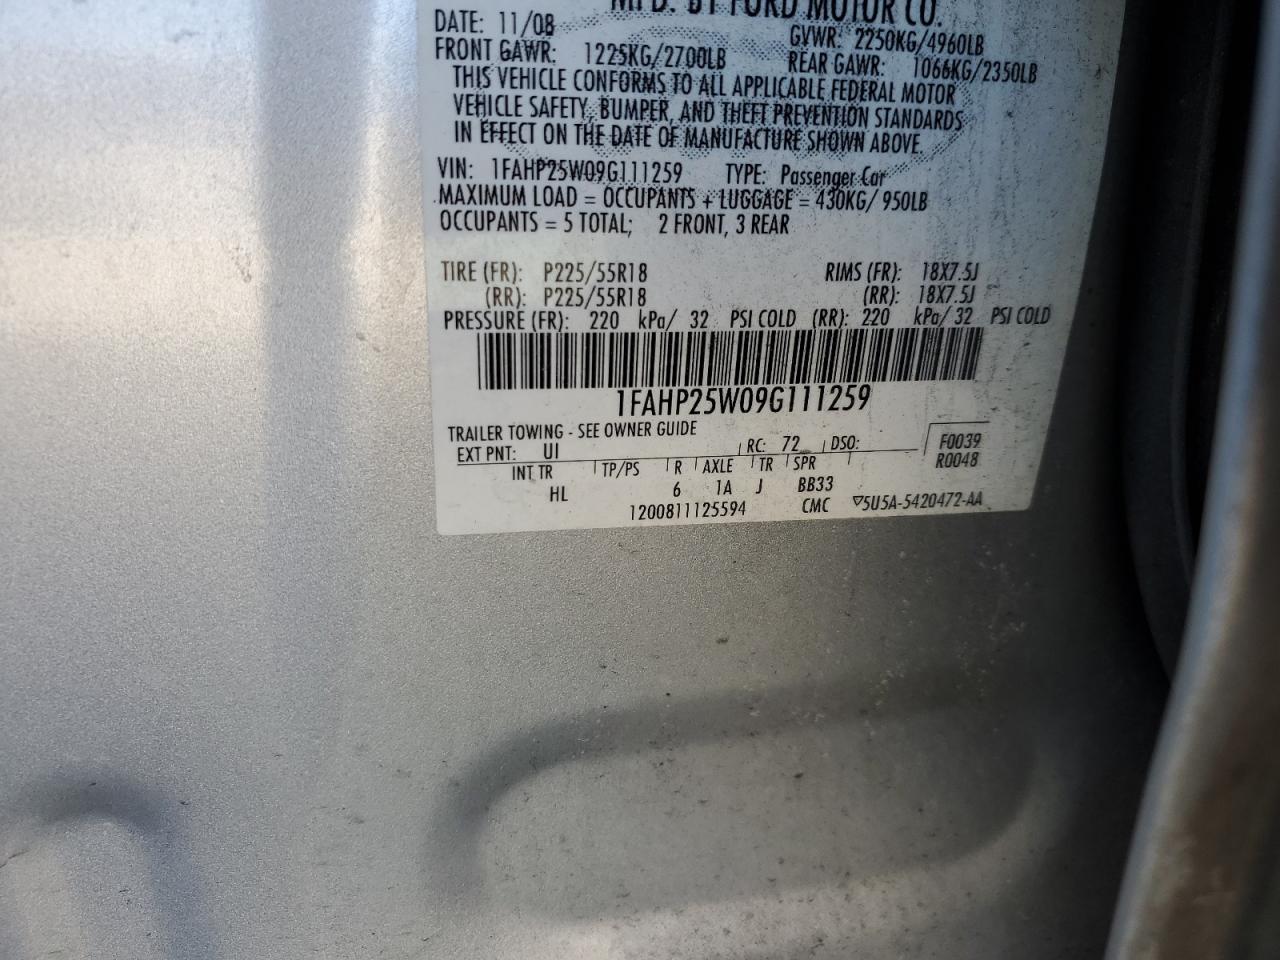 MFD. BY FORD MOTOR CO.
DATE: 11/08 GVWR: 2250KG/4960LB
FRONT GAWR: 1225KG/2700LB REAR GAWR: 1066KG/2350LB
THIS VEHICLE CONFORMS TO ALL APPLICABLE FEDERAL MOTOR
VEHICLE SAFETY, BUMPER, AND THEFT PREVENTION STANDARDS
IN EFFECT ON THE DATE OF MANUFACTURE SHOWN ABOVE.
VIN: 1FAHP25W09G111259 TYPE: Passenger Car
MAXIMUM LOAD = OCCUPANTS + LUGGAGE = 430KG/ 950LB
OCCUPANTS = 5 TOTAL; 2 FRONT, 3 REAR
TIRE (FR): P225/55R18 RIMS (FR): 18X7.5J
(RR): P225/55R18 (RR): 18X7.5J
PRESSURE (FR): 220 kPa/ 32 PSI COLD (RR): 220 kPa/ 32 PSI COLD
1FAHP25W09G111259
TRAILER TOWING - SEE OWNER GUIDE
EXT PNT: UI RC: 72 DSO: F0039
INT TR TP/PS R AXLE TR SPR R0048
HL 6 1A J BB33
1200811125594 CMC ▽5U5A-5420472-AA